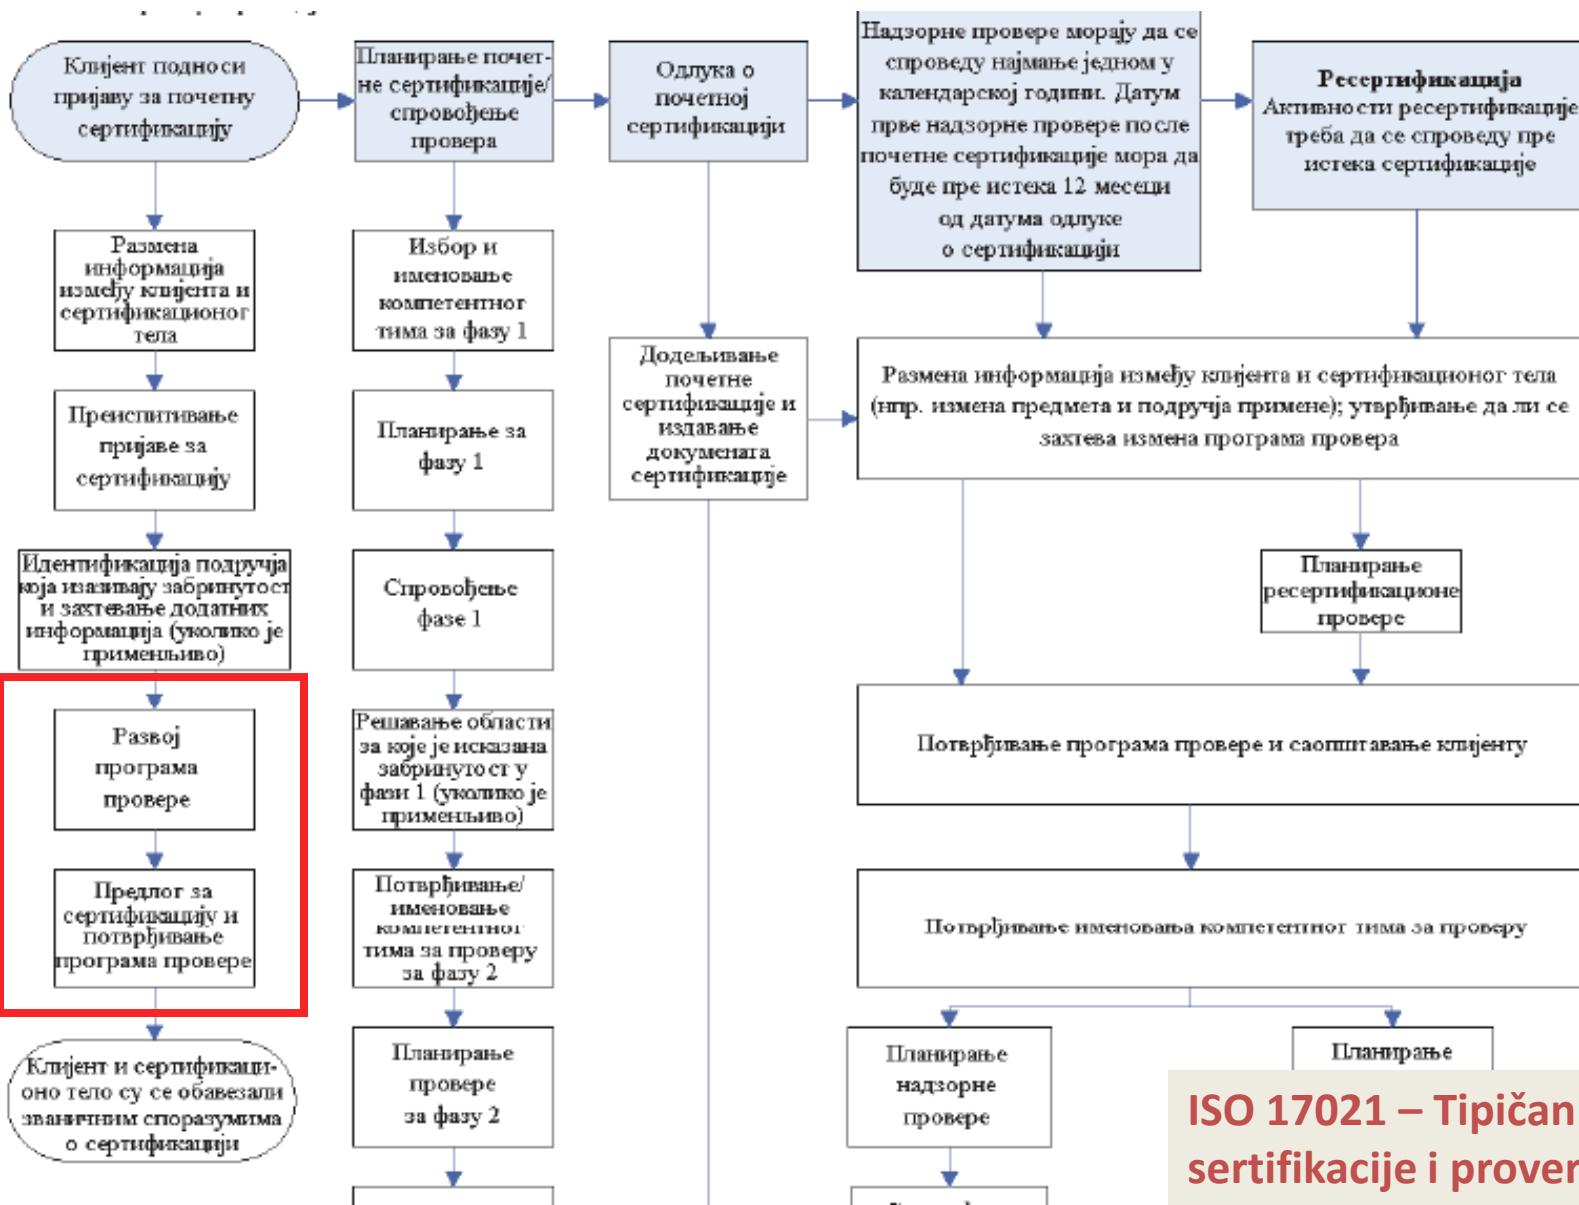 Клијент подноси
пријаву за почетну
сертификацију
Планирање почет-
не сертификације/
спровођење
провера
Одлука о
почетној
сертификацији
Надзорне провере морају да се
спроведу најмање једном у
календарској години. Датум
прве надзорне провере после
почетне сертификације мора да
буде пре истека 12 месеци
од датума одлуке
о сертификацији
Ресертификација
Активности ресертификације
треба да се спроведу пре
истека сертификације
Размена
информација
између клијента и
сертификационог
тела
Избор и
именовање
компетентног
тима за фазу 1
Додељивање
почетне
сертификације и
издавање
докумената
сертификације
Размена информација између клијента и сертификационог тела
(нпр. измена предмета и подручја примене); утврђивање да ли се
захтева измена програма провера
Преиспитивање
пријаве за
сертификацију
Планирање за
фазу 1
Идентификација подручја
која изазивају забринутост
и захтевање додатних
информација (уколико је
применљиво)
Спровођење
фазе 1
Планирање
ресертификационе
провере
Развој
програма
провере
Решавање области
за које је исказана
забринутост у
фази 1 (уколико је
применљиво)
Потврђивање програма провере и саопштавање клијенту
Предлог за
сертификацију и
потврђивање
програма провере
Потврђивање/
именовање
компетентног
тима за проверу
за фазу 2
Потврђивање именовања компетентног тима за проверу
Клијент и сертификаци-
оно тело су се обавезали
званичним споразумима
о сертификацији
Планирање
провере
за фазу 2
Планирање
надзорне
провере
Планирање
ISO 17021 – Tipičan
sertifikacije i prover